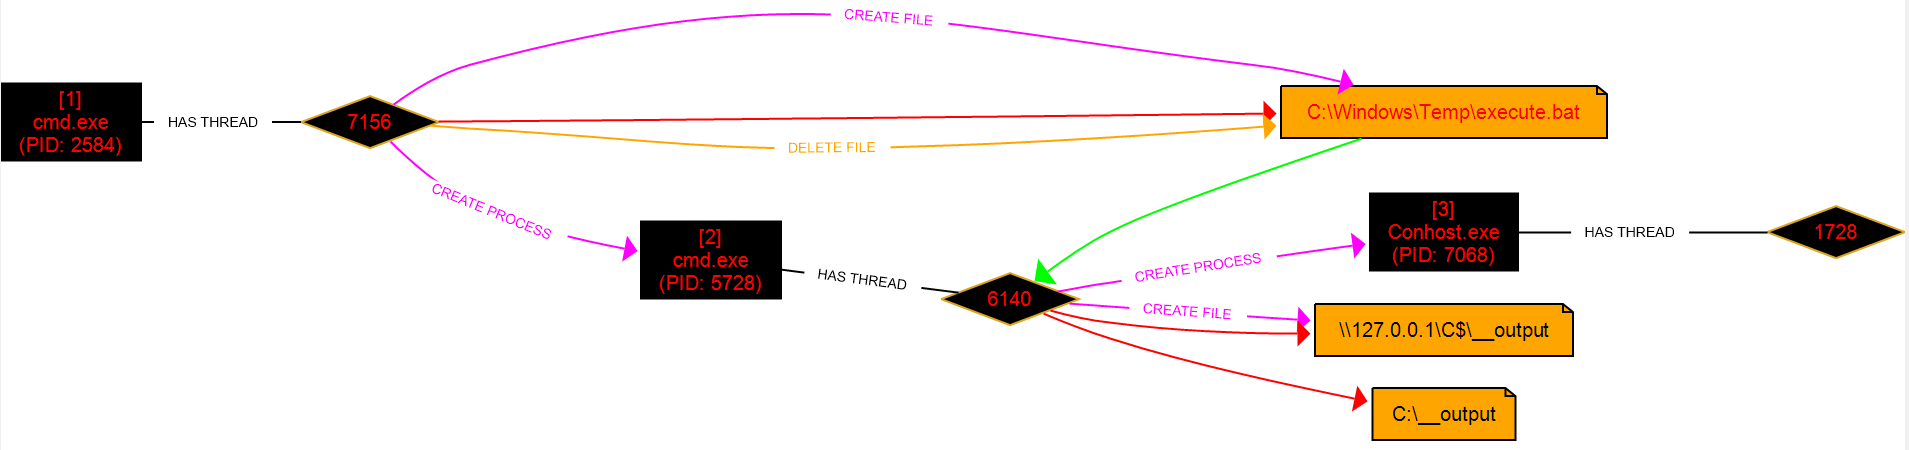 CREATE FILE
[1]
cmd.exe
(PID: 2584)
HAS THREAD
7156
C:\Windows\Temp\execute.bat
DELETE FILE
CREATE PROCESS
[2]
cmd.exe
(PID: 5728)
HAS THREAD
6140
CREATE PROCESS
[3]
Conhost.exe
(PID: 7068)
HAS THREAD
1728
CREATE FILE
\\127.0.0.1\C$\__output
C:\__output